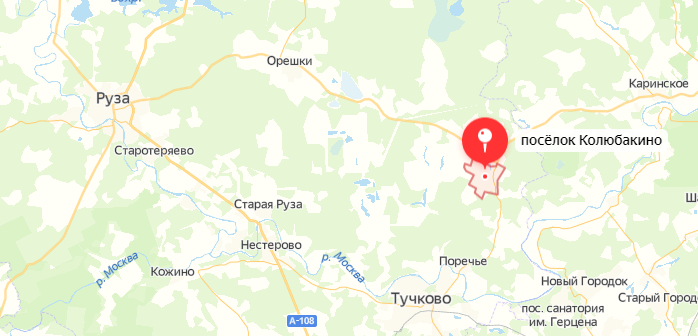 Орешки
Каринское
Руза
посёлок Колюбакино
Старотеряево
Старая Руза
Нестерово
р. Москва
Поречье
р. Москва
Кожино
Новый Городок
Тучково
Старый Город
пос. санатория
им. Герцена
А-108